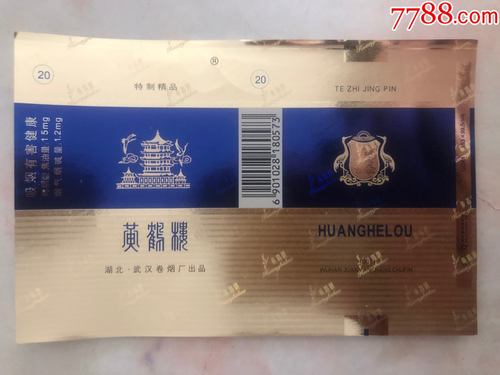 7788.com
20
特制精品
®
20
TE ZHI JING PIN
吸烟有害健康
焦油量 15mg
烟气烟碱量 1.2mg
6901028180573
黄鹤楼
HUANGHELOU
湖北·武汉卷烟厂出品